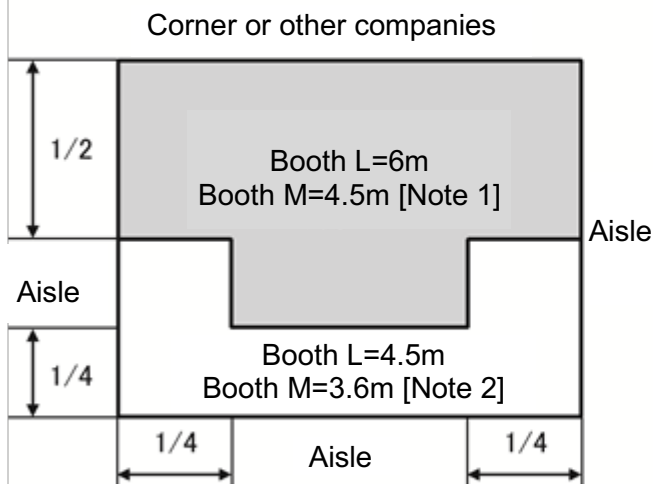 Corner or other companies
1/2
Booth L=6m
Booth M=4.5m [Note 1]
Aisle
Aisle
Booth L=4.5m
Booth M=3.6m [Note 2]
1/4
1/4
Aisle
1/4